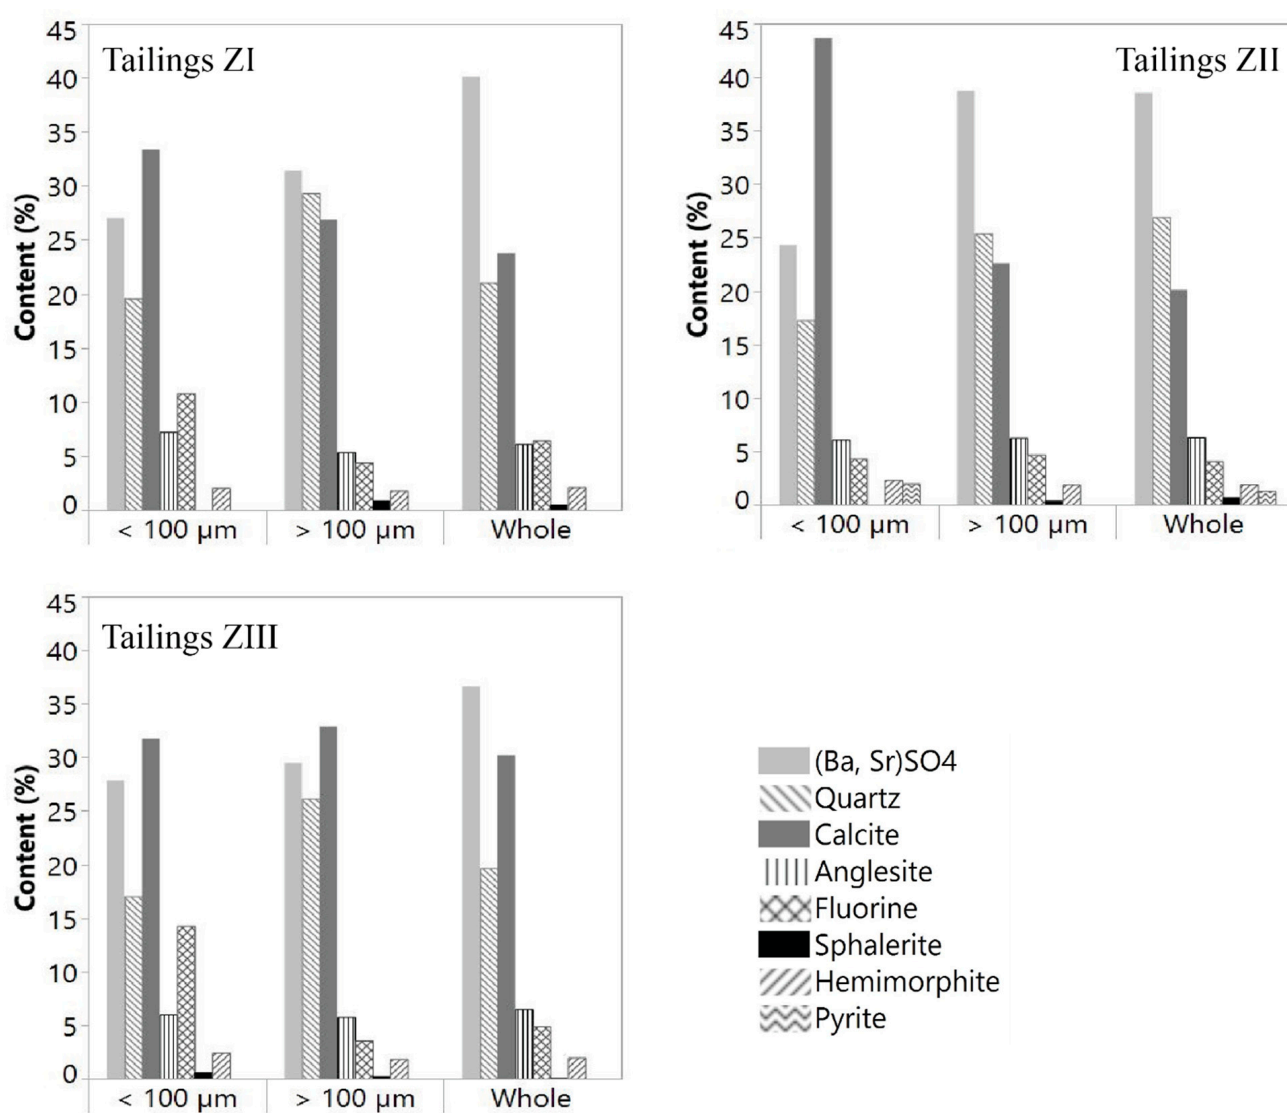 Tailings ZI
Content (%)
45
40
35
30
25
20
15
10
5
0
< 100 μm
> 100 μm
Whole
Tailings ZII
Content (%)
45
40
35
30
25
20
15
10
5
0
< 100 μm
> 100 μm
Whole
Tailings ZIII
Content (%)
45
40
35
30
25
20
15
10
5
0
< 100 μm
> 100 μm
Whole
(Ba, Sr)SO4
Quartz
Calcite
Anglesite
Fluorine
Sphalerite
Hemimorphite
Pyrite